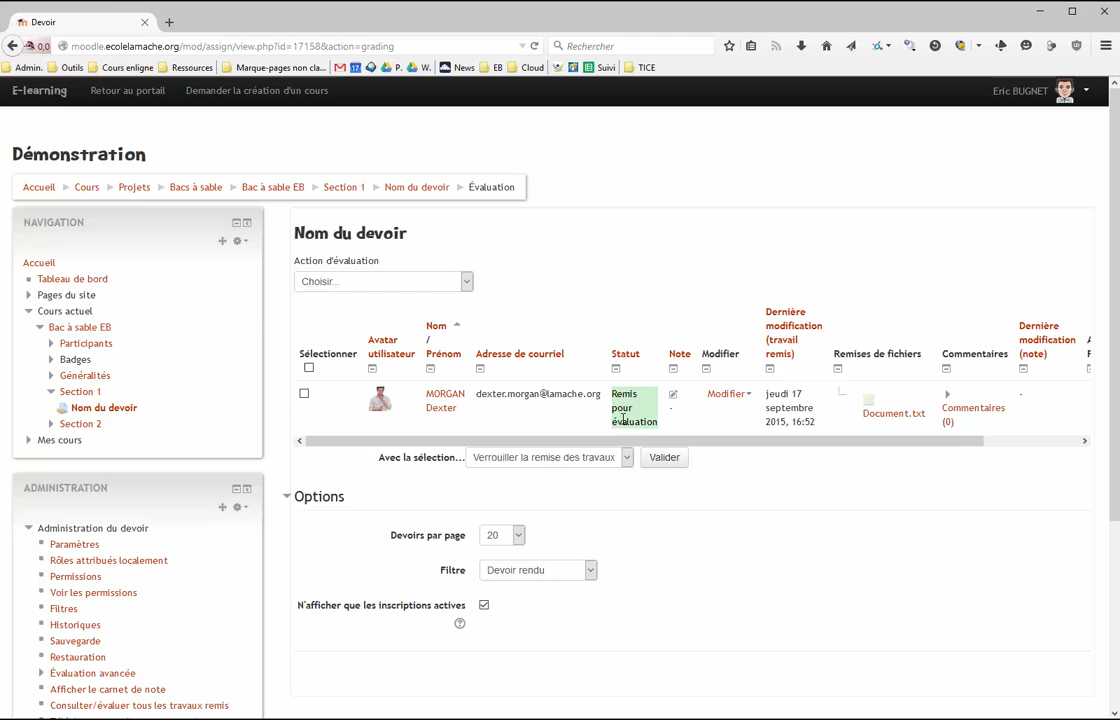 Devoir
0,0
moodle.ecolelamache.org/mod/assign/view.php?id=17158&action=grading
Rechercher
Admin.
Outils
Cours enligne
Ressources
Marque-pages non cla...
17
P.
W.
News
EB
Cloud
Suivi
TICE
E-learning
Retour au portail
Demander la création d'un cours
Eric BUGNET
Démonstration
Accueil
Cours
Projets
Bacs à sable
Bac à sable EB
Section 1
Nom du devoir
Évaluation
NAVIGATION
Accueil
Tableau de bord
Pages du site
Cours actuel
Bac à sable EB
Participants
Badges
Généralités
Section 1
Nom du devoir
Section 2
Mes cours
ADMINISTRATION
Administration du devoir
Paramètres
Rôles attribués localement
Permissions
Voir les permissions
Filtres
Historiques
Sauvegarde
Restauration
Évaluation avancée
Afficher le carnet de note
Consulter/évaluer tous les travaux remis
Nom du devoir
Action d'évaluation
Choisir...
Sélectionner
Avatar
utilisateur
Nom
/
Prénom
Adresse de courriel
Statut
Note
Modifier
Dernière
modification
(travail
remis)
Remises de fichiers
Commentaires
Dernière
modification
(note)
MORGAN
Dexter
dexter.morgan@lamache.org
Remis
pour
évaluation
-
Modifier
jeudi 17
septembre
2015, 16:52
Document.txt
Commentaires
(0)
-
Avec la sélection...
Verrouiller la remise des travaux
Valider
Options
Devoirs par page
20
Filtre
Devoir rendu
N'afficher que les inscriptions actives